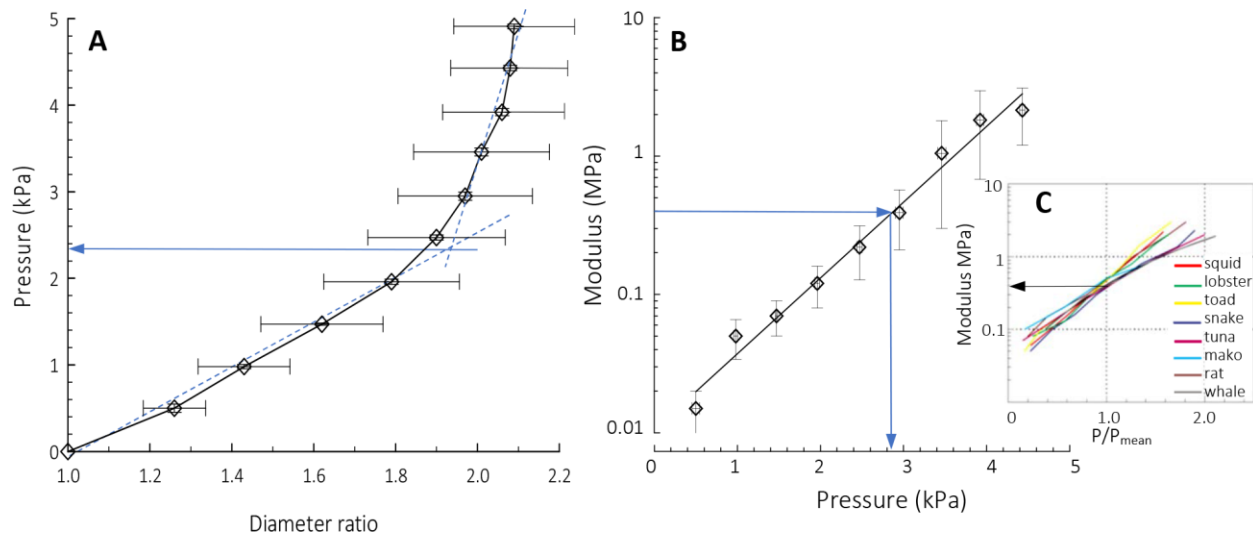 A
Pressure (kPa)
5
4
3
2
1
0
1.0 1.2 1.4 1.6 1.8 2.0 2.2
Diameter ratio
B
Modulus (MPa)
10
1
0.1
0.01
0 1 2 3 4 5
Pressure (kPa)
C
Modulus MPa
10
1
0.1
squid
lobster
toad
snake
tuna
mako
rat
whale
0 1.0 2.0
P/Pmean